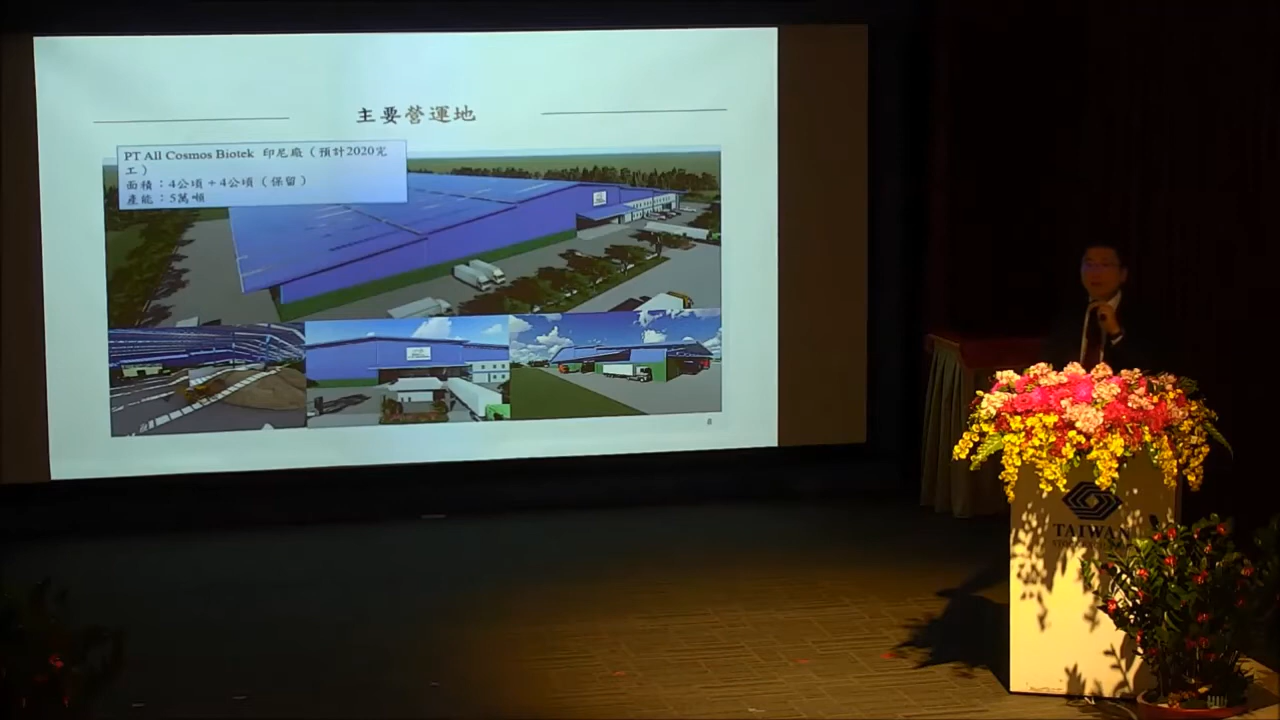 主要營運地
PT All Cosmos Biotek 印尼廠（預計2020完
工）
面積：4公頃＋4公頃（保留）
產能：5萬噸
8
TAIWAN